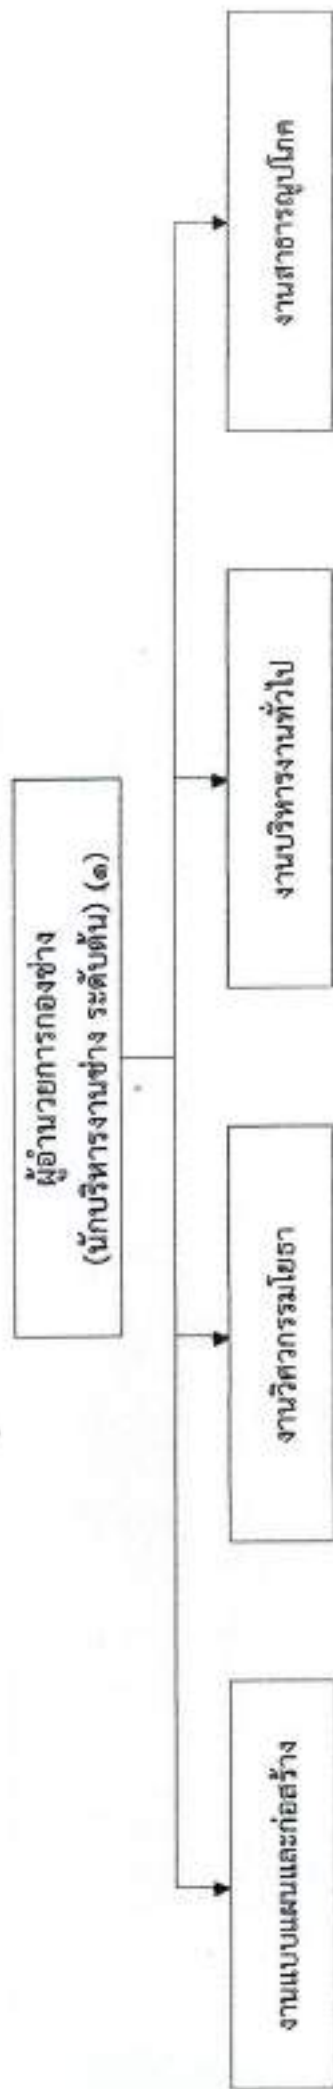 ผู้อำนวยการกองช่าง
(นักบริหารงานช่าง ระดับต้น) (๑)
งานแบบแผนและก่อสร้าง
งานวิศวกรรมโยธา
งานบริหารงานทั่วไป
งานสาธารณูปโภค